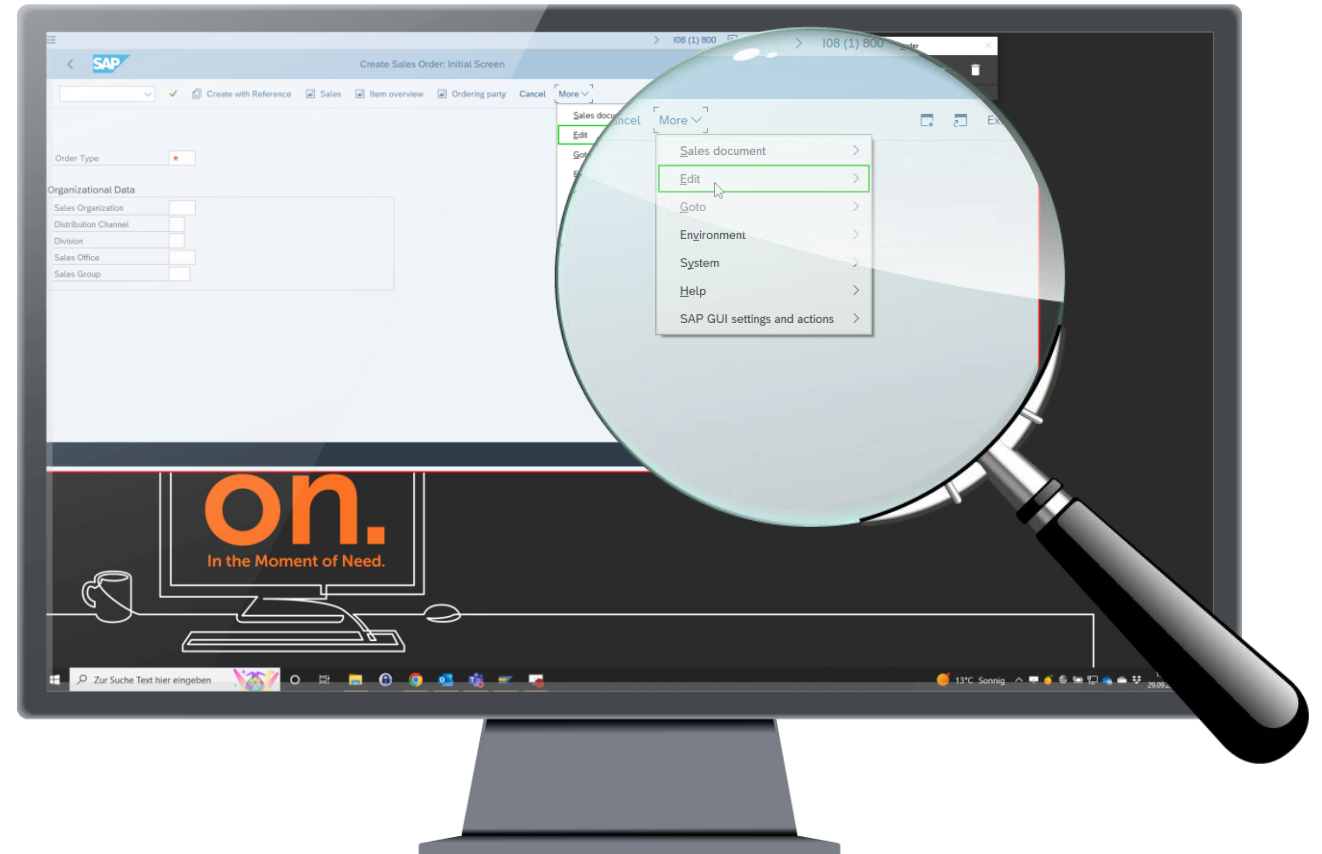 I08 (1) 800
I08 (1) 800
SAP
Create Sales Order: Initial Screen
Create with Reference Sales Item overview Ordering party Cancel More
More
Sales docu
Edit
Order Type *
Organizational Data
Sales Organization
Distribution Channel
Division
Sales Office
Sales Group
Sales document
Edit
Goto
Environment
System
Help
SAP GUI settings and actions
on.
In the Moment of Need.
Zur Suche Text hier eingeben
13°C Sonnig